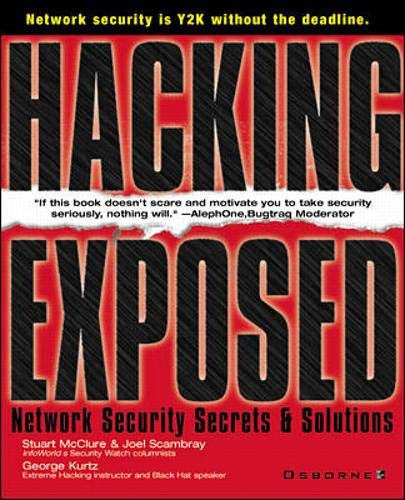 Network security is Y2K without the deadline.
HACKING
"If this book doesn't scare and motivate you to take security
seriously, nothing will." —AlephOne,Bugtraq Moderator
EXPOSED
Network Security Secrets & Solutions
Stuart McClure & Joel Scambray
InfoWorld's Security Watch columnists
George Kurtz
Extreme Hacking instructor and Black Hat speaker
OSBORNE